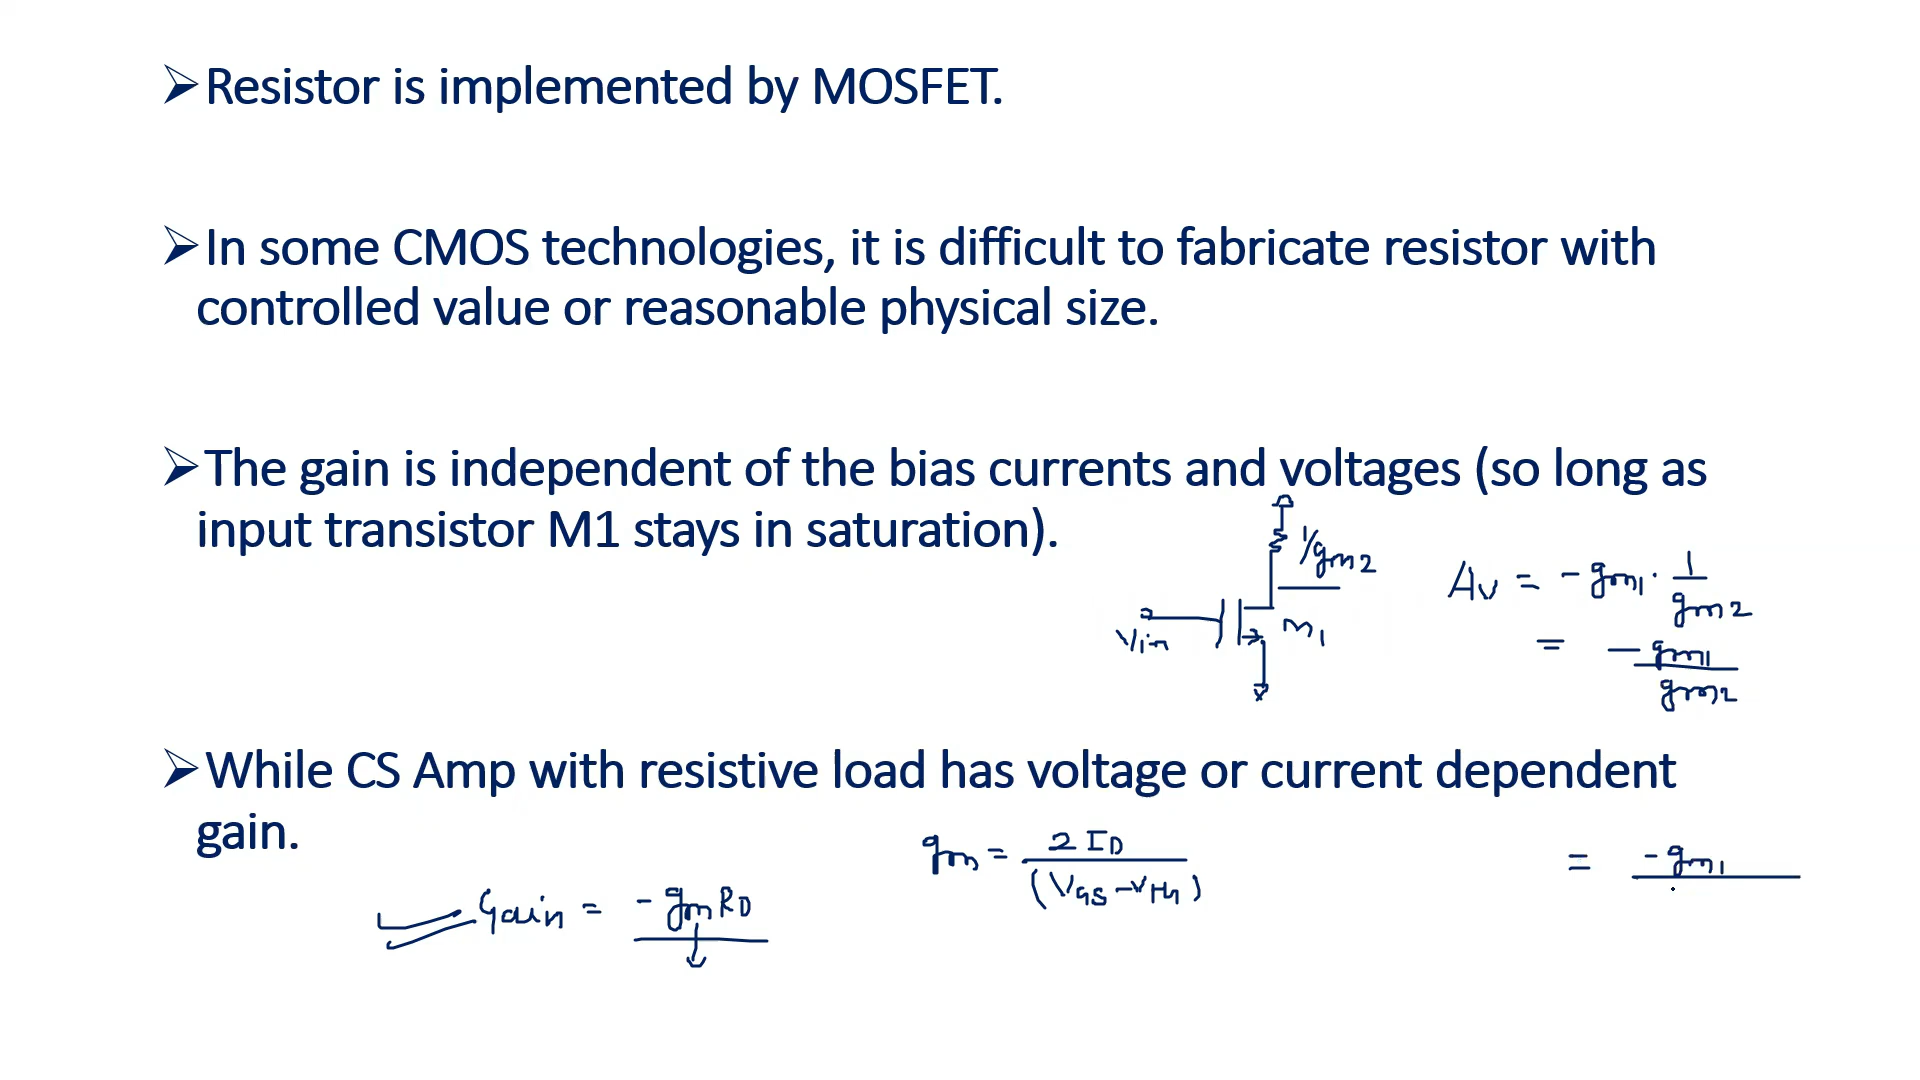 ➢Resistor is implemented by MOSFET.
➢In some CMOS technologies, it is difficult to fabricate resistor with
controlled value or reasonable physical size.
➢The gain is independent of the bias currents and voltages (so long as
input transistor M1 stays in saturation).
1/gm2
Vin
M1
Av = -gm1 · 1/gm2
= -gm1/gm2
➢While CS Amp with resistive load has voltage or current dependent
gain.
Gain = -gmRD
gm = 2ID/(VGS-VTH)
= -gm1